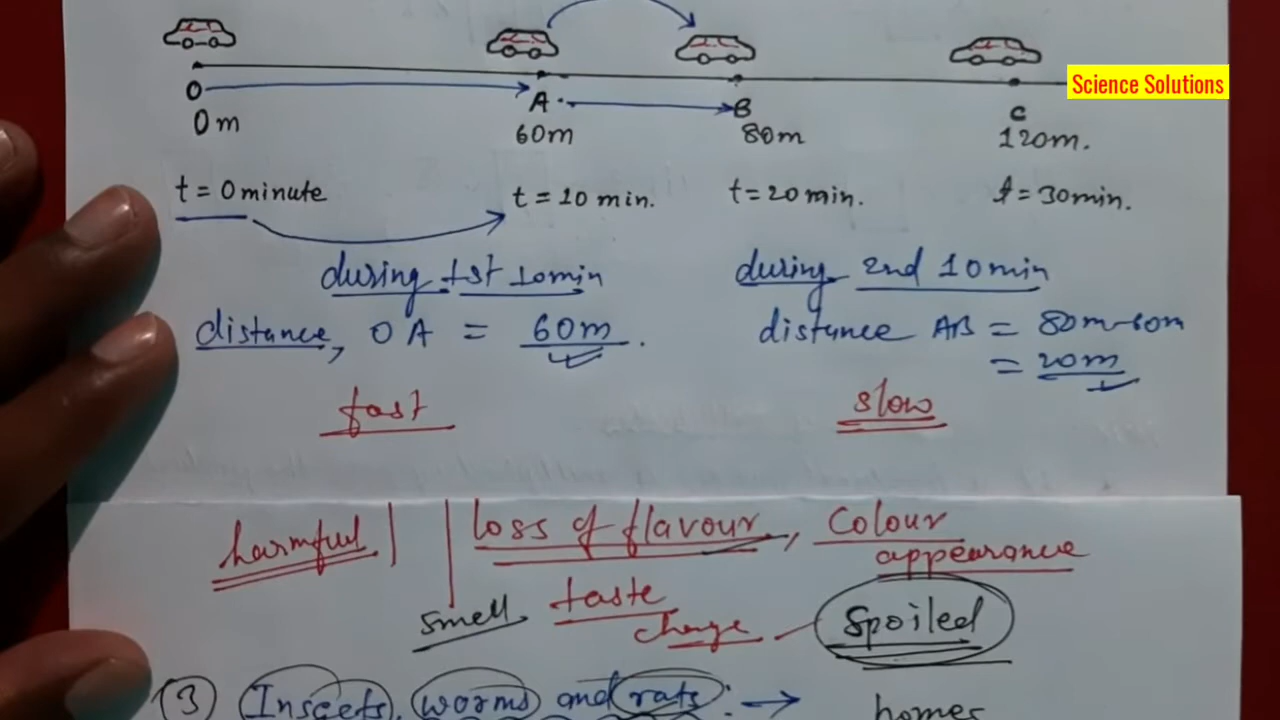 Science Solutions
O A B C
0m 60m 80m 120m.
t = 0 minute t = 10 min. t = 20 min. t = 30min.
during 1st 10min during 2nd 10min
distance, OA = 60m. distance AB = 80m-60m
= 20m
fast slow
harmful loss of flavour, colour
appearance
smell taste
change spoiled
(3) Insects, worms and rats: → homes